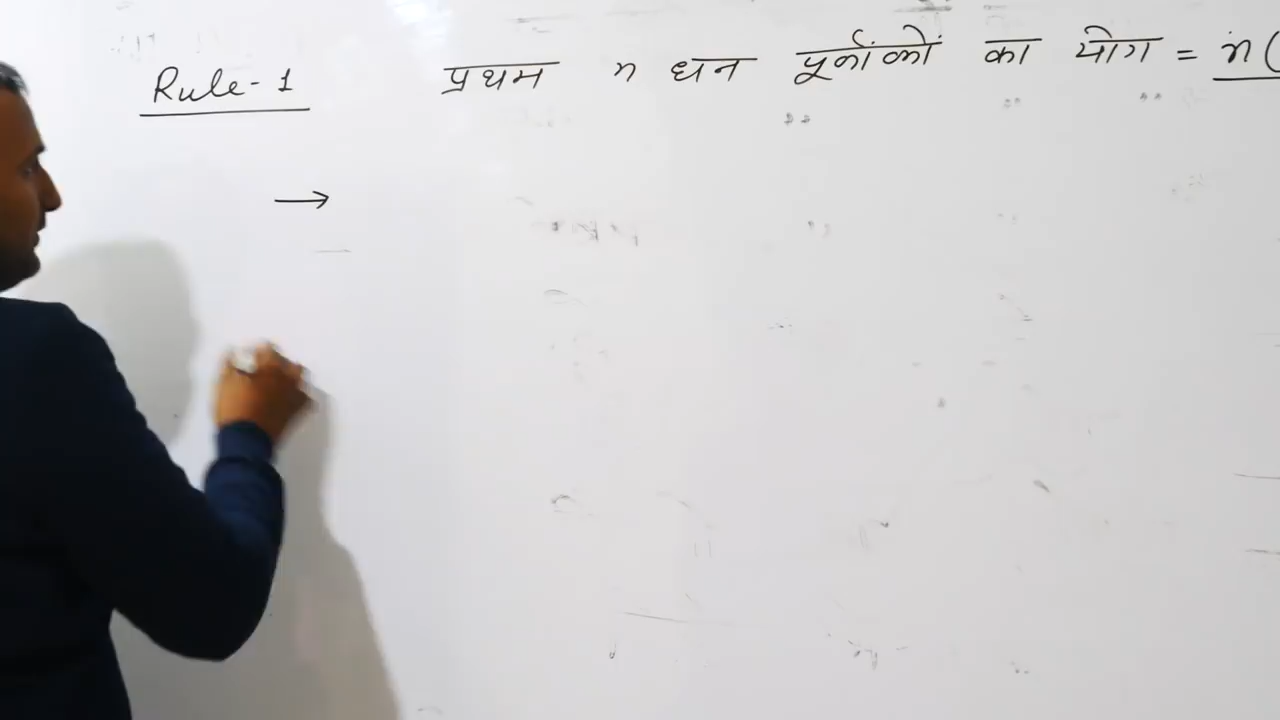 Rule-1 प्रथम n धन पूर्णांकों का योग = n(
→